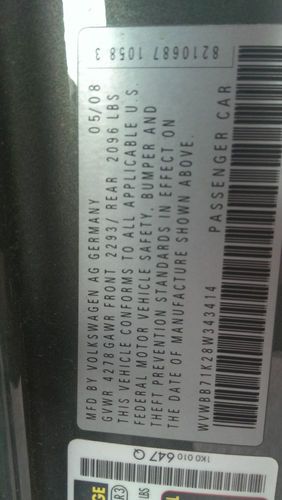 MFD BY VOLKSWAGEN AG GERMANY 05/08 8210687 1058 3
GVWR 4278GAWR FRONT 2293/ REAR 2096 LBS
THIS VEHICLE CONFORMS TO ALL APPLICABLE U.S.
FEDERAL MOTOR VEHICLE SAFETY, BUMPER AND
THEFT PREVENTION STANDARDS IN EFFECT ON
THE DATE OF MANUFACTURE SHOWN ABOVE.
WVWBB71K28W343414 PASSENGER CAR
1K0 010 647 Q
LBS